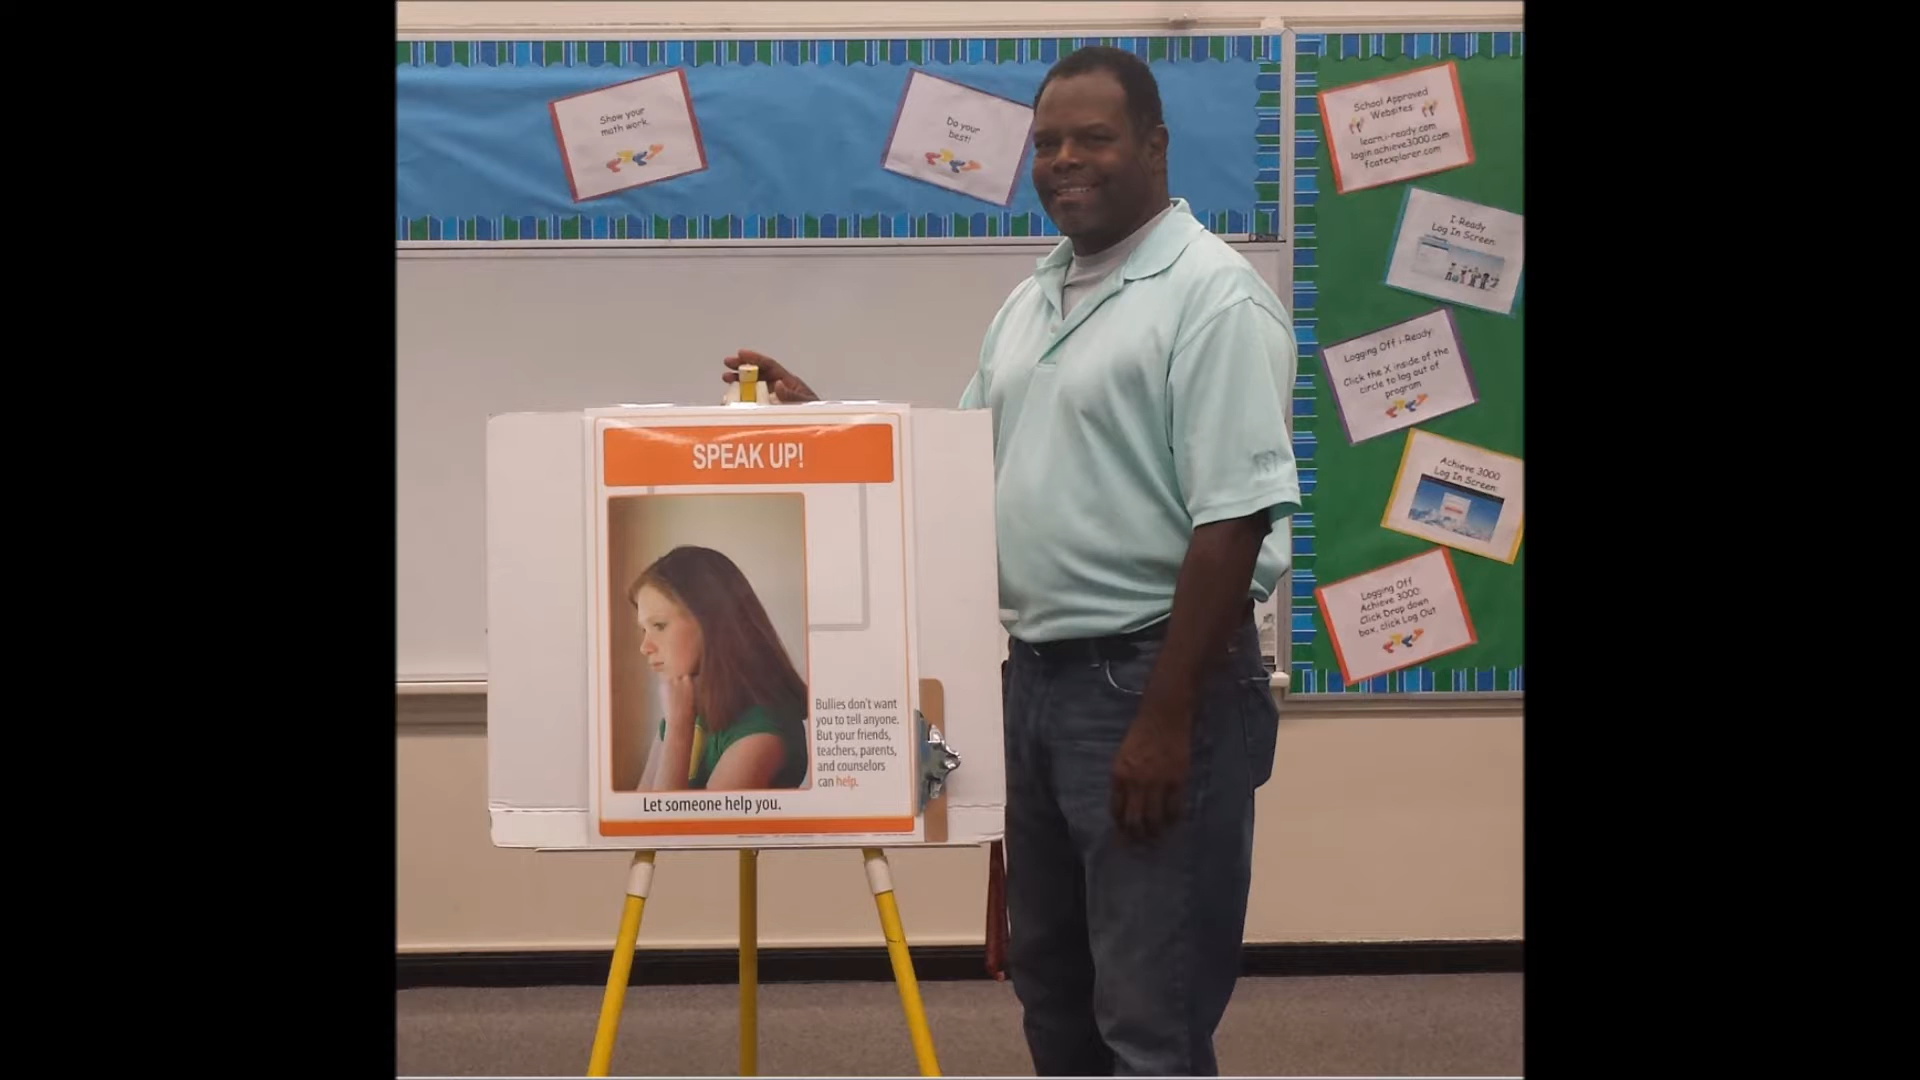 Show your
math work.
Do your
best!
School Approved
Websites:
learn.i-ready.com
login.achieve3000.com
fcatexplorer.com
I-Ready
Log In Screen:
Logging Off i-Ready:
Click the X inside of the
circle to log out of
program
Achieve 3000
Log In Screen:
Logging Off
Achieve 3000:
Click Drop down
box, click Log Out
SPEAK UP!
Bullies don't want
you to tell anyone.
But your friends,
teachers, parents,
and counselors
can help.
Let someone help you.